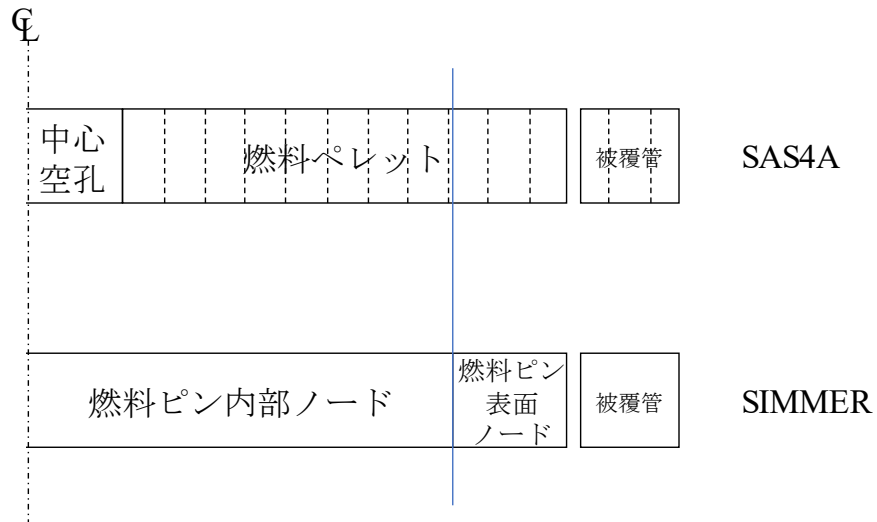 ℄
中心
空孔
燃料ペレット
被覆管
SAS4A
燃料ピン内部ノード
燃料ピン
表面
ノード
被覆管
SIMMER